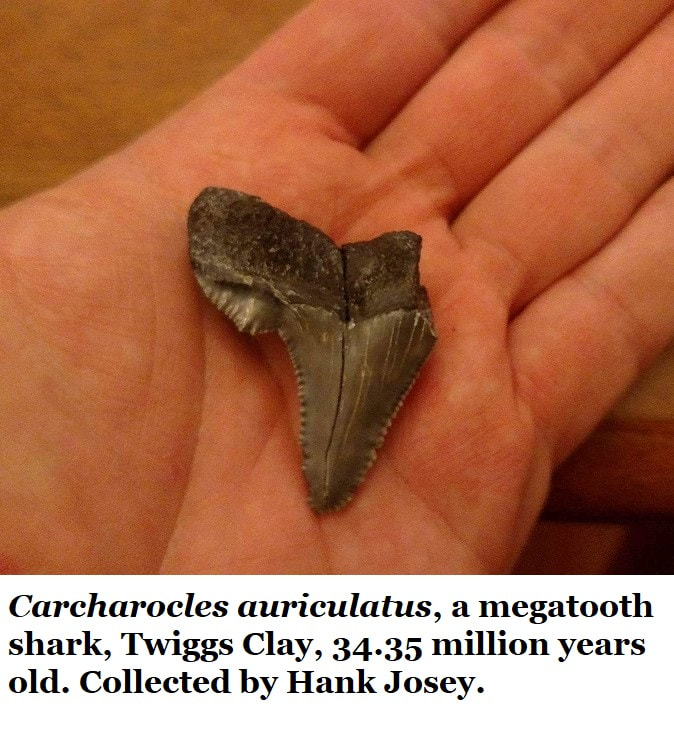 Carcharocles auriculatus, a megatooth
shark, Twiggs Clay, 34.35 million years
old. Collected by Hank Josey.